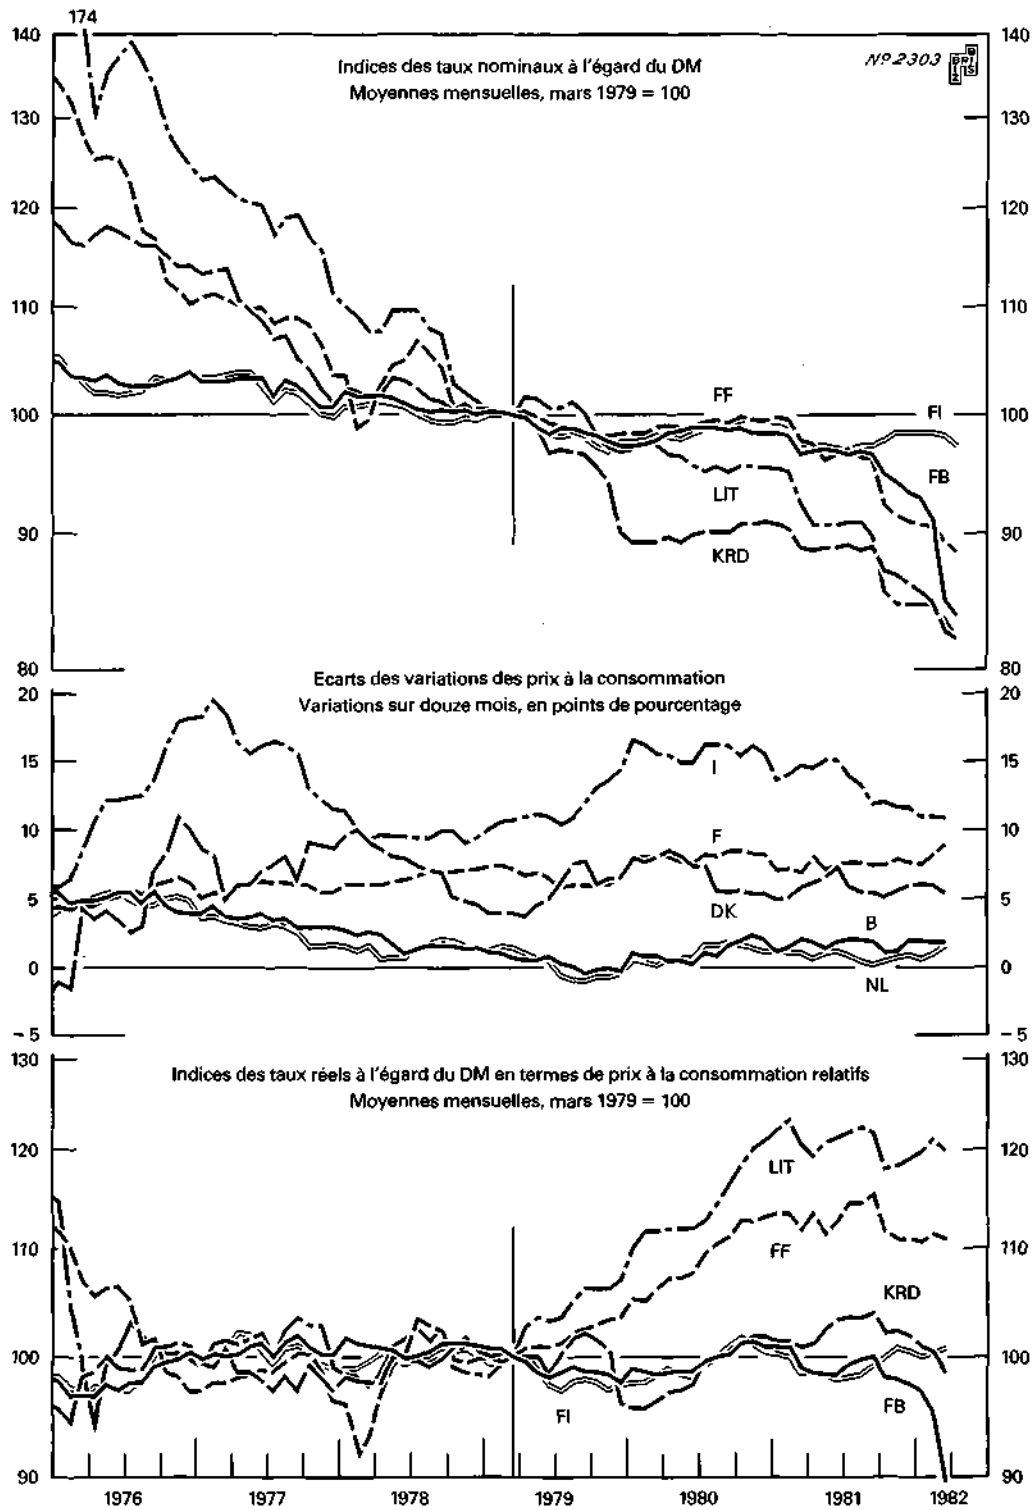 174
140 140
Indices des taux nominaux à l'égard du DM
Moyennes mensuelles, mars 1979 = 100
Nº 2303
130 130
120 120
110 110
FF
FI
100 100
FB
LIT
90 90
KRD
80 80
Ecarts des variations des prix à la consommation
Variations sur douze mois, en points de pourcentage
20 20
15 15
I
10 10
F
5 5
DK
B
0 0
NL
-5 -5
130 130
Indices des taux réels à l'égard du DM en termes de prix à la consommation relatifs
Moyennes mensuelles, mars 1979 = 100
120 120
LIT
110 110
FF
KRD
100 100
FI
FB
90 90
1976 1977 1978 1979 1980 1981 1982